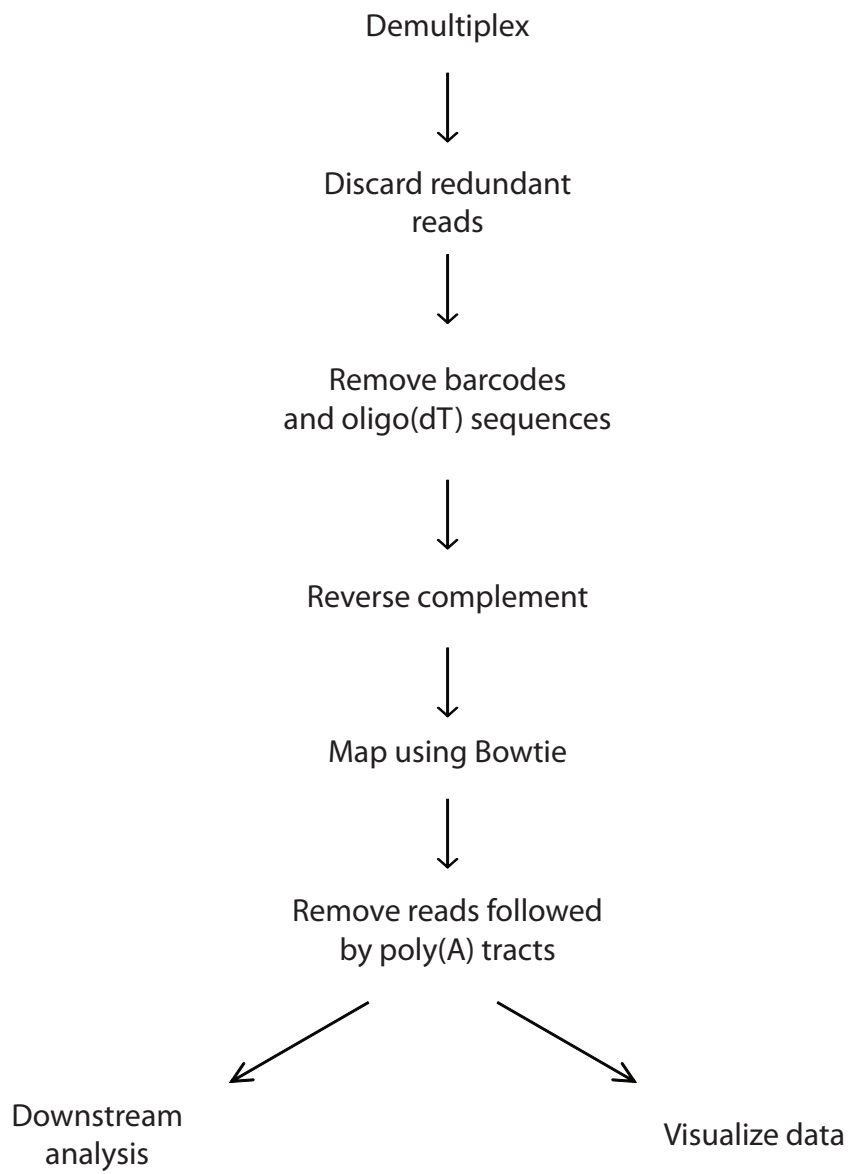 Demultiplex
Discard redundant
reads
Remove barcodes
and oligo(dT) sequences
Reverse complement
Map using Bowtie
Remove reads followed
by poly(A) tracts
Downstream
analysis
Visualize data